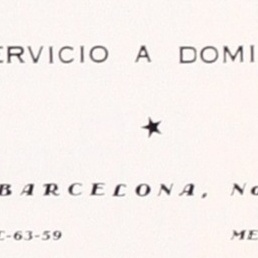 ERVICIO A DOMI
BARCELONA, No
-63-59
ME